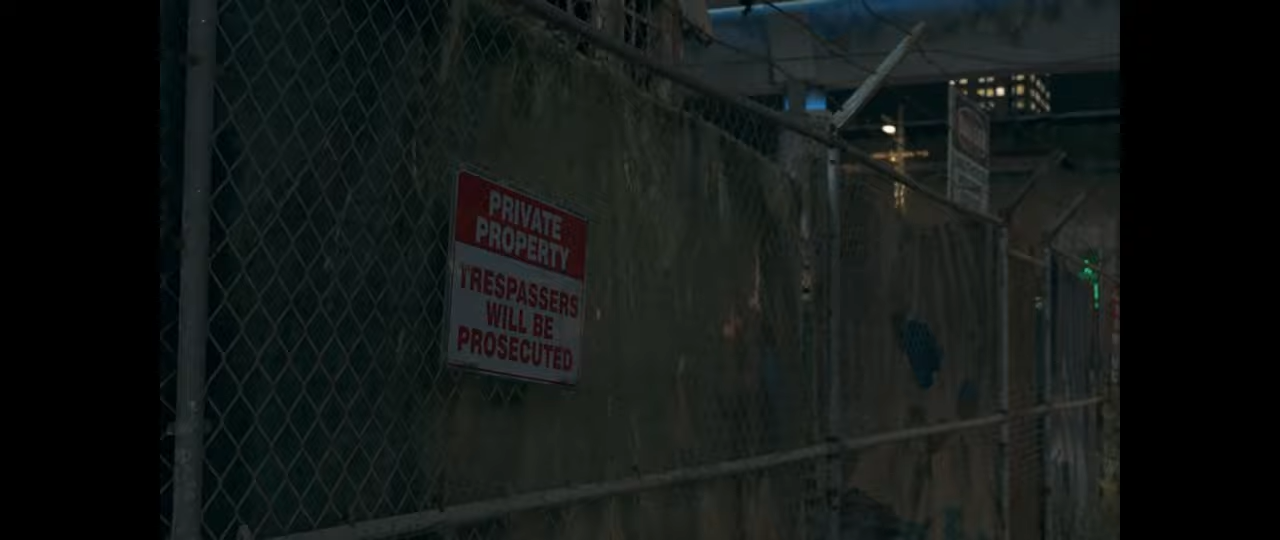 PRIVATE
PROPERTY
TRESPASSERS
WILL BE
PROSECUTED